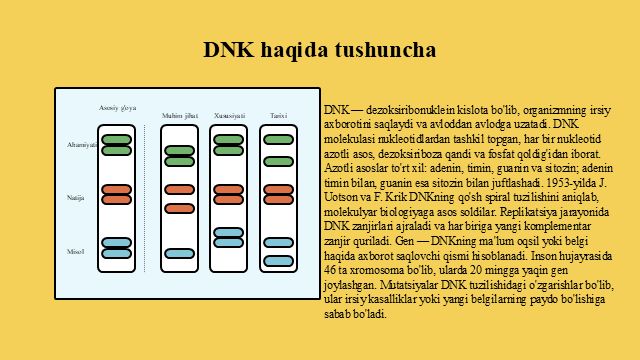 DNK haqida tushuncha
Asosiy g'oya
Muhim jihat
Xususiyati
Tarixi
Ahamiyati
Natija
Misol
DNK — dezoksiribonuklein kislota bo'lib, organizmning irsiy
axborotini saqlaydi va avloddan avlodga uzatadi. DNK
molekulasi nukleotidlardan tashkil topgan, har bir nukleotid
azotli asos, dezoksiriboza qandi va fosfat qoldig'idan iborat.
Azotli asoslar to'rt xil: adenin, timin, guanin va sitozin; adenin
timin bilan, guanin esa sitozin bilan juftlashadi. 1953-yilda J.
Uotson va F. Krik DNKning qo'sh spiral tuzilishini aniqlab,
molekulyar biologiyaga asos soldilar. Replikatsiya jarayonida
DNK zanjirlari ajraladi va har biriga yangi komplementar
zanjir quriladi. Gen — DNKning ma'lum oqsil yoki belgi
haqida axborot saqlovchi qismi hisoblanadi. Inson hujayrasida
46 ta xromosoma bo'lib, ularda 20 mingga yaqin gen
joylashgan. Mutatsiyalar DNK tuzilishidagi o'zgarishlar bo'lib,
ular irsiy kasalliklar yoki yangi belgilarning paydo bo'lishiga
sabab bo'ladi.